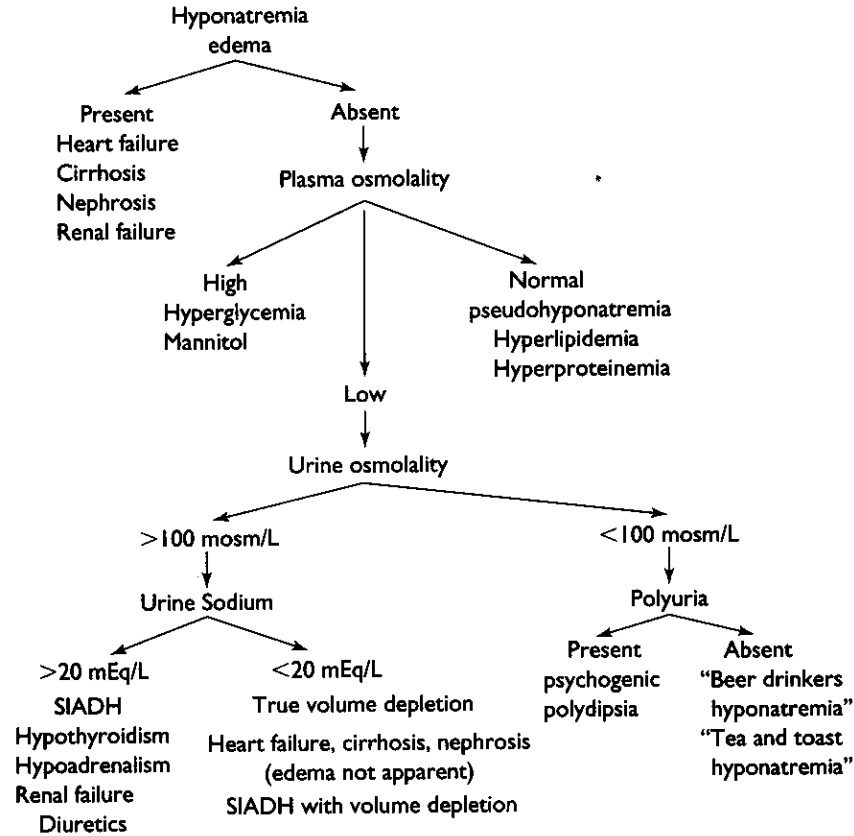 Hyponatremia
edema
Present
Heart failure
Cirrhosis
Nephrosis
Renal failure
Absent
Plasma osmolality
High
Hyperglycemia
Mannitol
Normal
pseudohyponatremia
Hyperlipidemia
Hyperproteinemia
Low
Urine osmolality
>100 mosm/L
Urine Sodium
>20 mEq/L
SIADH
Hypothyroidism
Hypoadrenalism
Renal failure
Diuretics
<20 mEq/L
True volume depletion
Heart failure, cirrhosis, nephrosis
(edema not apparent)
SIADH with volume depletion
<100 mosm/L
Polyuria
Present
psychogenic
polydipsia
Absent
“Beer drinkers
hyponatremia”
“Tea and toast
hyponatremia”